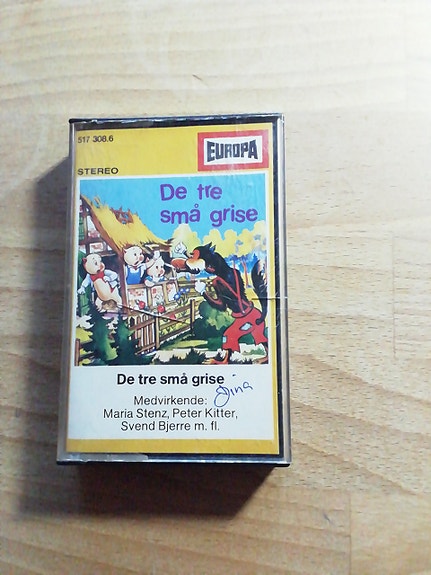 517 308.6
EUROPA
STEREO
De tre
små grise
De tre små grise
Gina
Medvirkende:
Maria Stenz, Peter Kitter,
Svend Bjerre m. fl.